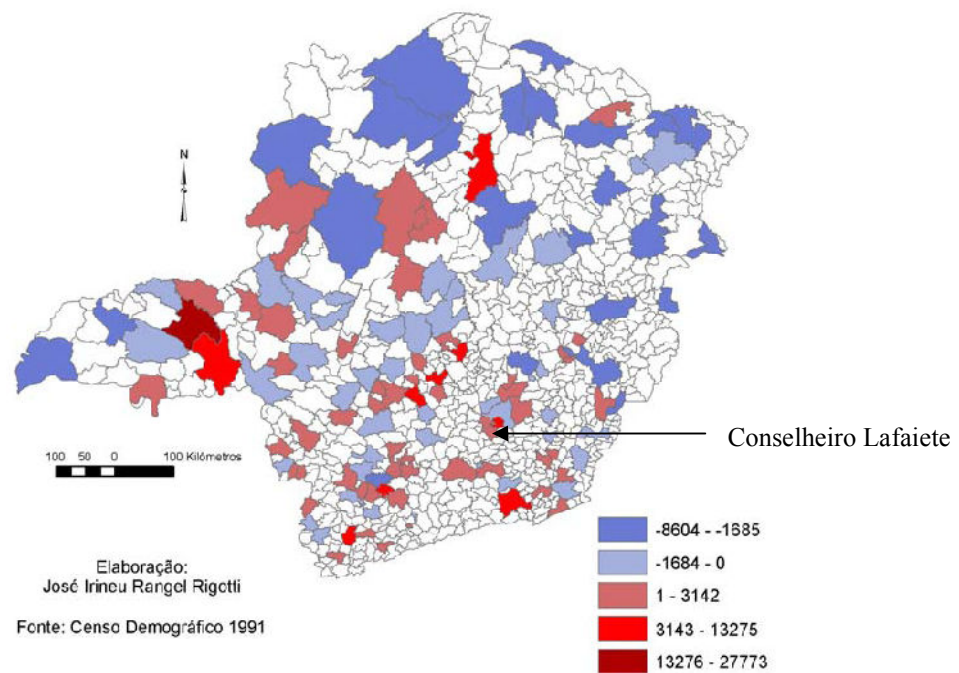 N
Conselheiro Lafaiete
100 50 0 100 Kilómetros
-8604 - -1685
-1684 - 0
1 - 3142
3143 - 13275
13276 - 27773
Elaboração:
José Irineu Rangel Rigotti
Fonte: Censo Demográfico 1991